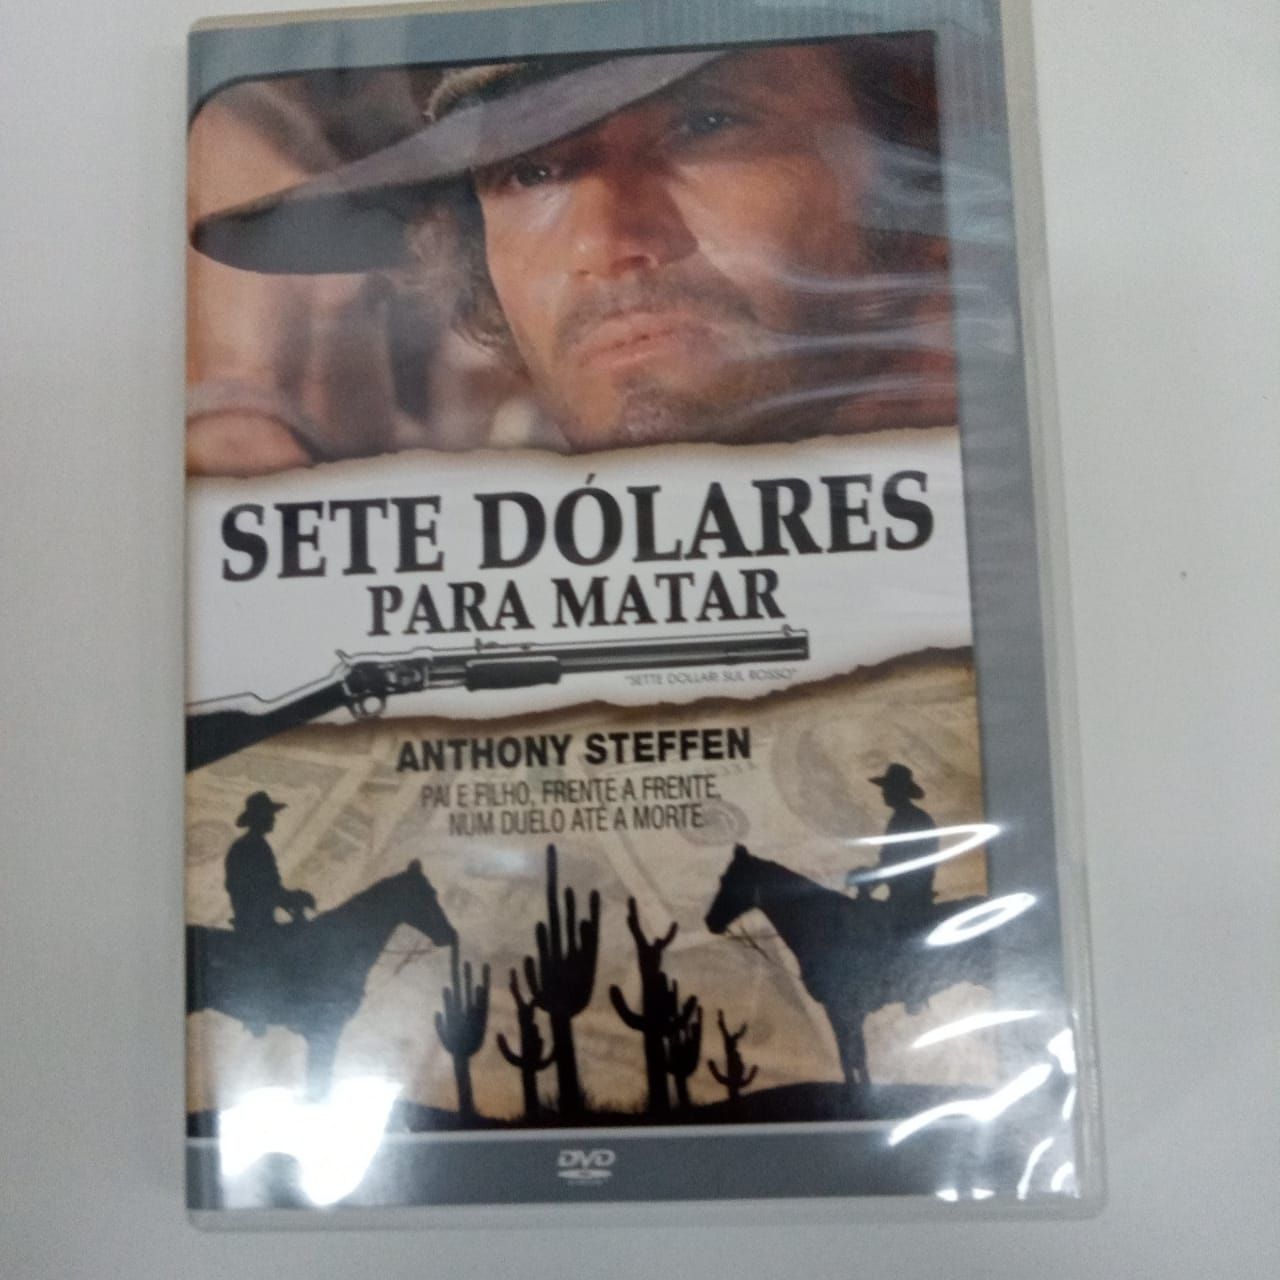 SETE DÓLARES
PARA MATAR
"SETTE DOLLARI SUL ROSSO"
ANTHONY STEFFEN
PAI E FILHO, FRENTE A FRENTE,
NUM DUELO ATÉ A MORTE
DVD